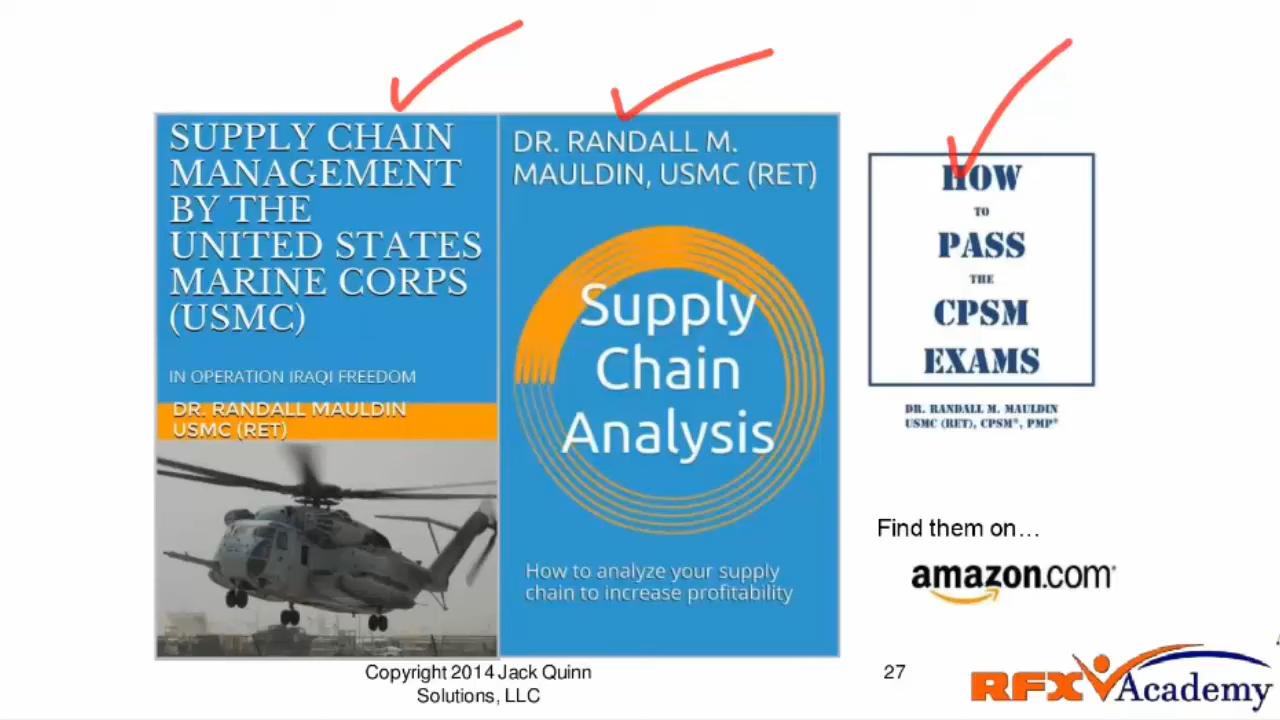 SUPPLY CHAIN
MANAGEMENT
BY THE
UNITED STATES
MARINE CORPS
(USMC)
IN OPERATION IRAQI FREEDOM
DR. RANDALL MAULDIN
USMC (RET)
DR. RANDALL M.
MAULDIN, USMC (RET)
Supply
Chain
Analysis
How to analyze your supply
chain to increase profitability
HOW
TO
PASS
THE
CPSM
EXAMS
DR. RANDALL M. MAULDIN
USMC (RET), CPSM®, PMP®
Find them on...
amazon.com®
Copyright 2014 Jack Quinn
Solutions, LLC
27
RFX Academy